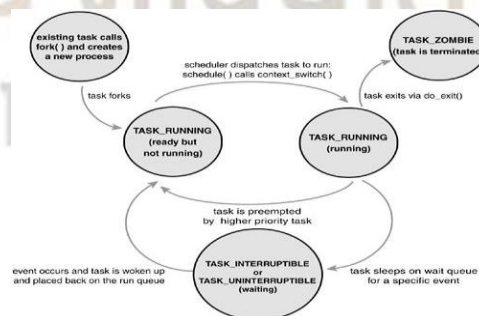 existing task calls
fork( ) and creates
a new process
TASK_ZOMBIE
(task is terminated)
scheduler dispatches task to run:
schedule( ) calls context_switch( )
task forks
task exits via do_exit()
TASK_RUNNING
(ready but
not running)
TASK_RUNNING
(running)
task is preempted
by higher priority task
event occurs and task is woken up
and placed back on the run queue
TASK_INTERRUPTIBLE
or
TASK_UNINTERRUPTIBLE
(waiting)
task sleeps on wait queue
for a specific event